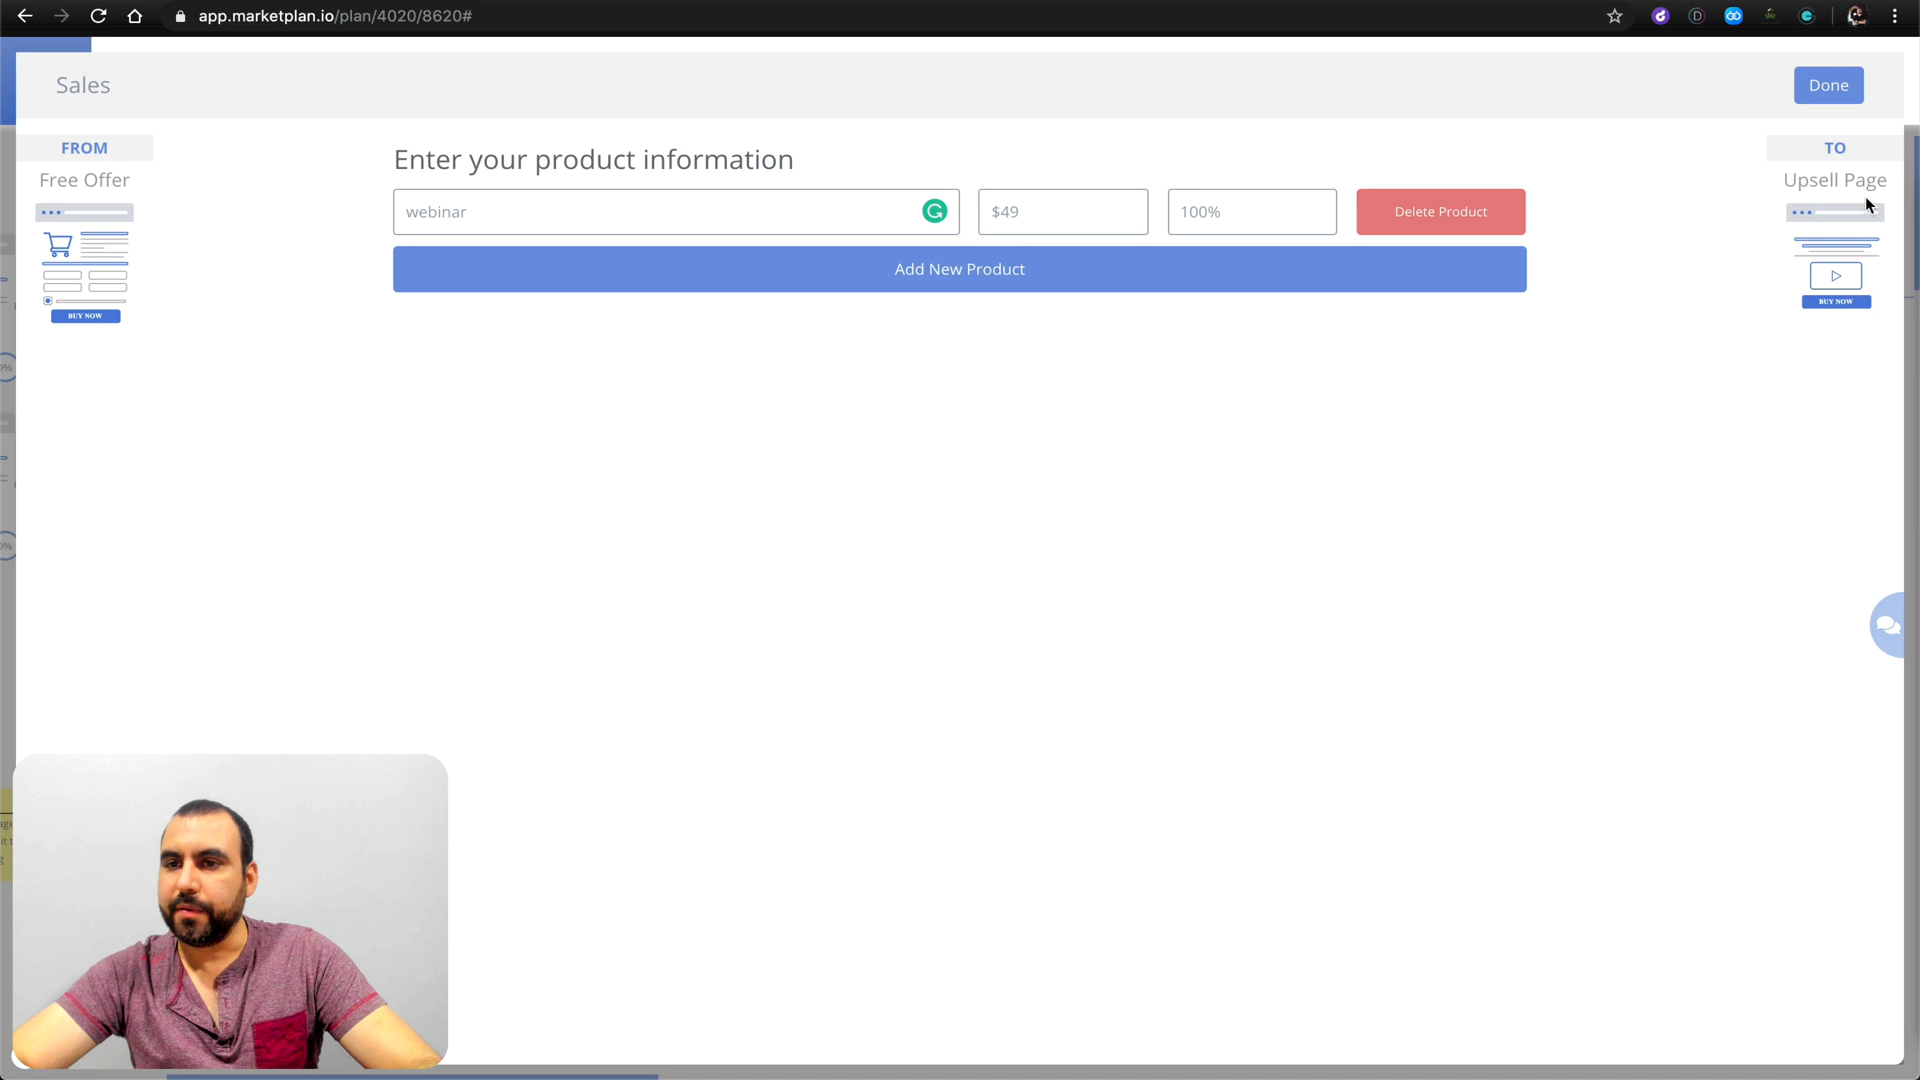 app.marketplan.io/plan/4020/8620#
Sales
Done
FROM
Free Offer
BUY NOW
Enter your product information
webinar
$49
100%
Delete Product
Add New Product
TO
Upsell Page
BUY NOW